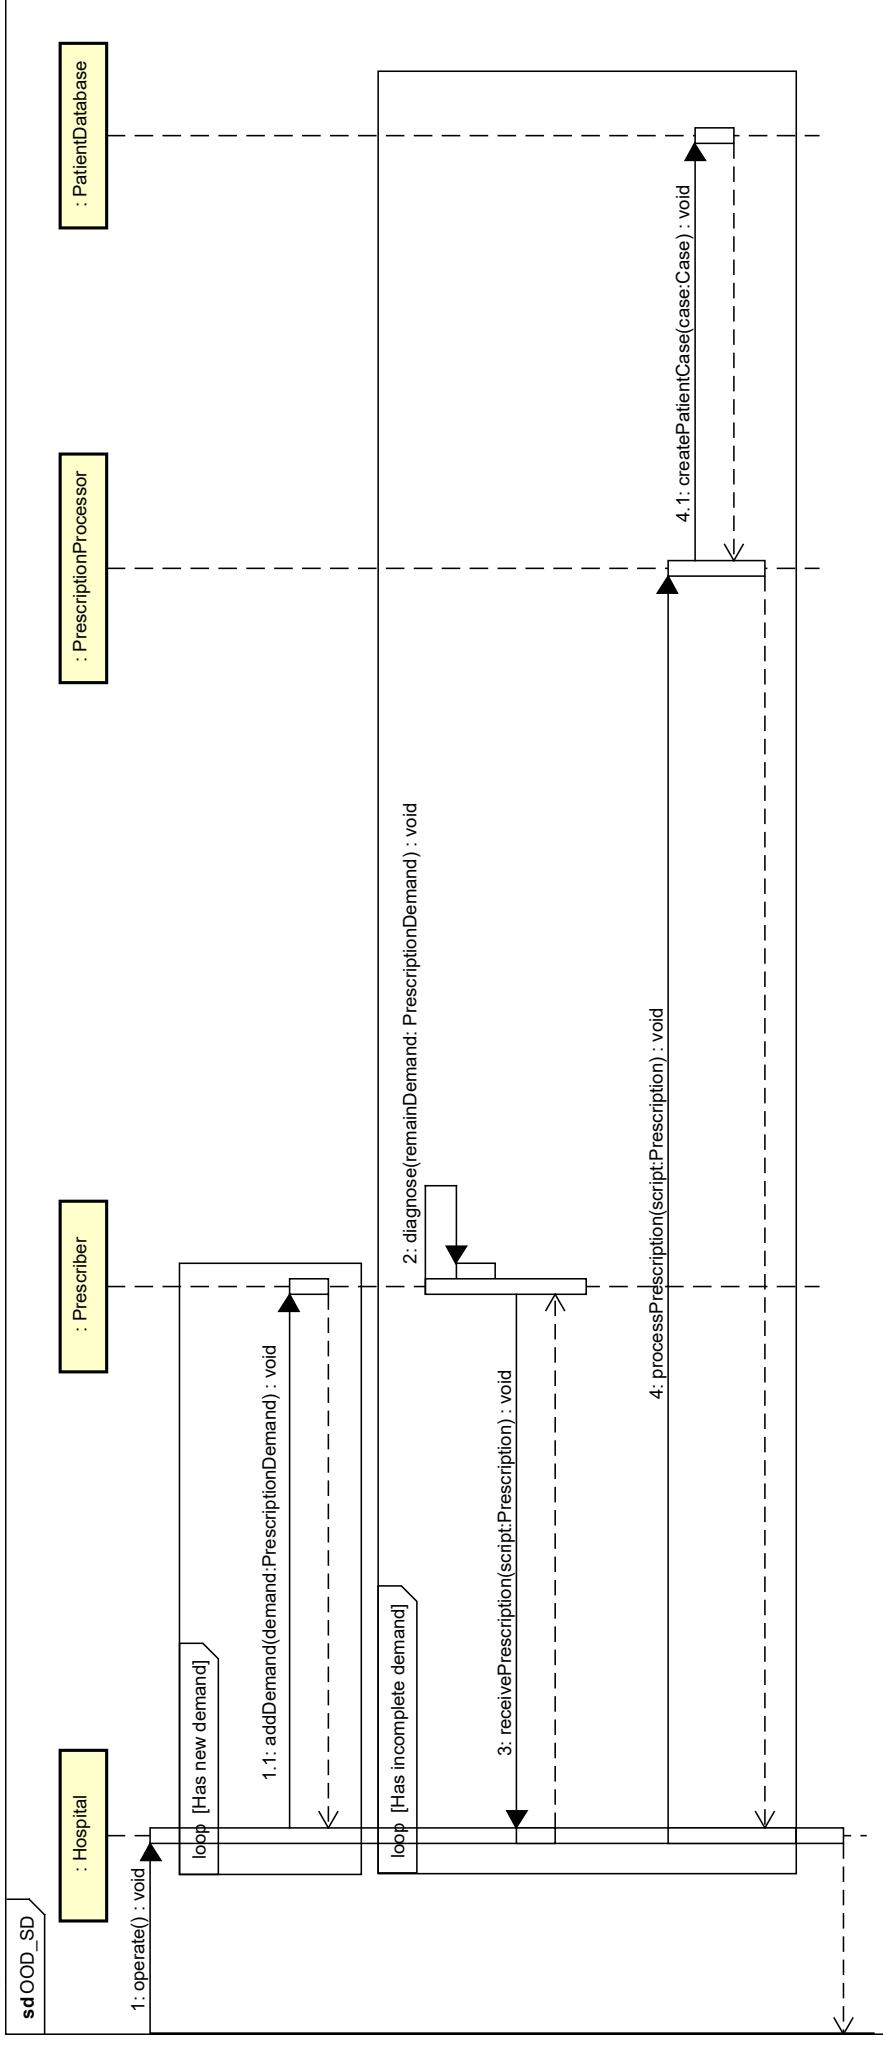 sd OOD_SD
: Hospital
: Prescriber
: PrescriptionProcessor
: PatientDatabase
1: operate() : void
loop [Has new demand]
1.1: addDemand(demand:PrescriptionDemand) : void
loop [Has incomplete demand]
2: diagnose(remainDemand: PrescriptionDemand) : void
3: receivePrescription(script:Prescription) : void
4: processPrescription(script:Prescription) : void
4.1: createPatientCase(case:Case) : void